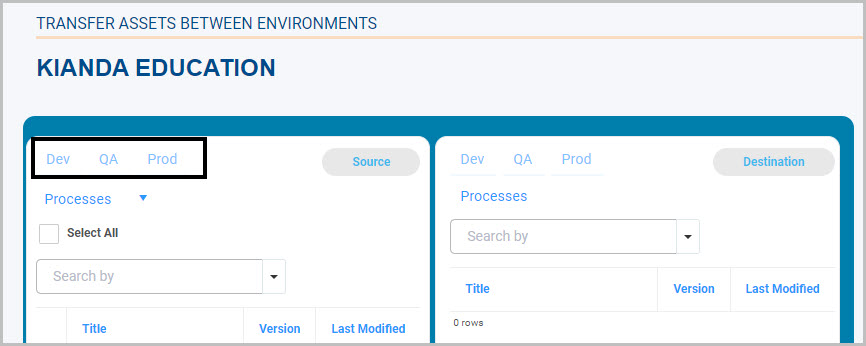 TRANSFER ASSETS BETWEEN ENVIRONMENTS
KIANDA EDUCATION
Dev QA Prod Source
Processes
Select All
Search by
Title Version Last Modified
Dev QA Prod Destination
Processes
Search by
Title Version Last Modified
0 rows